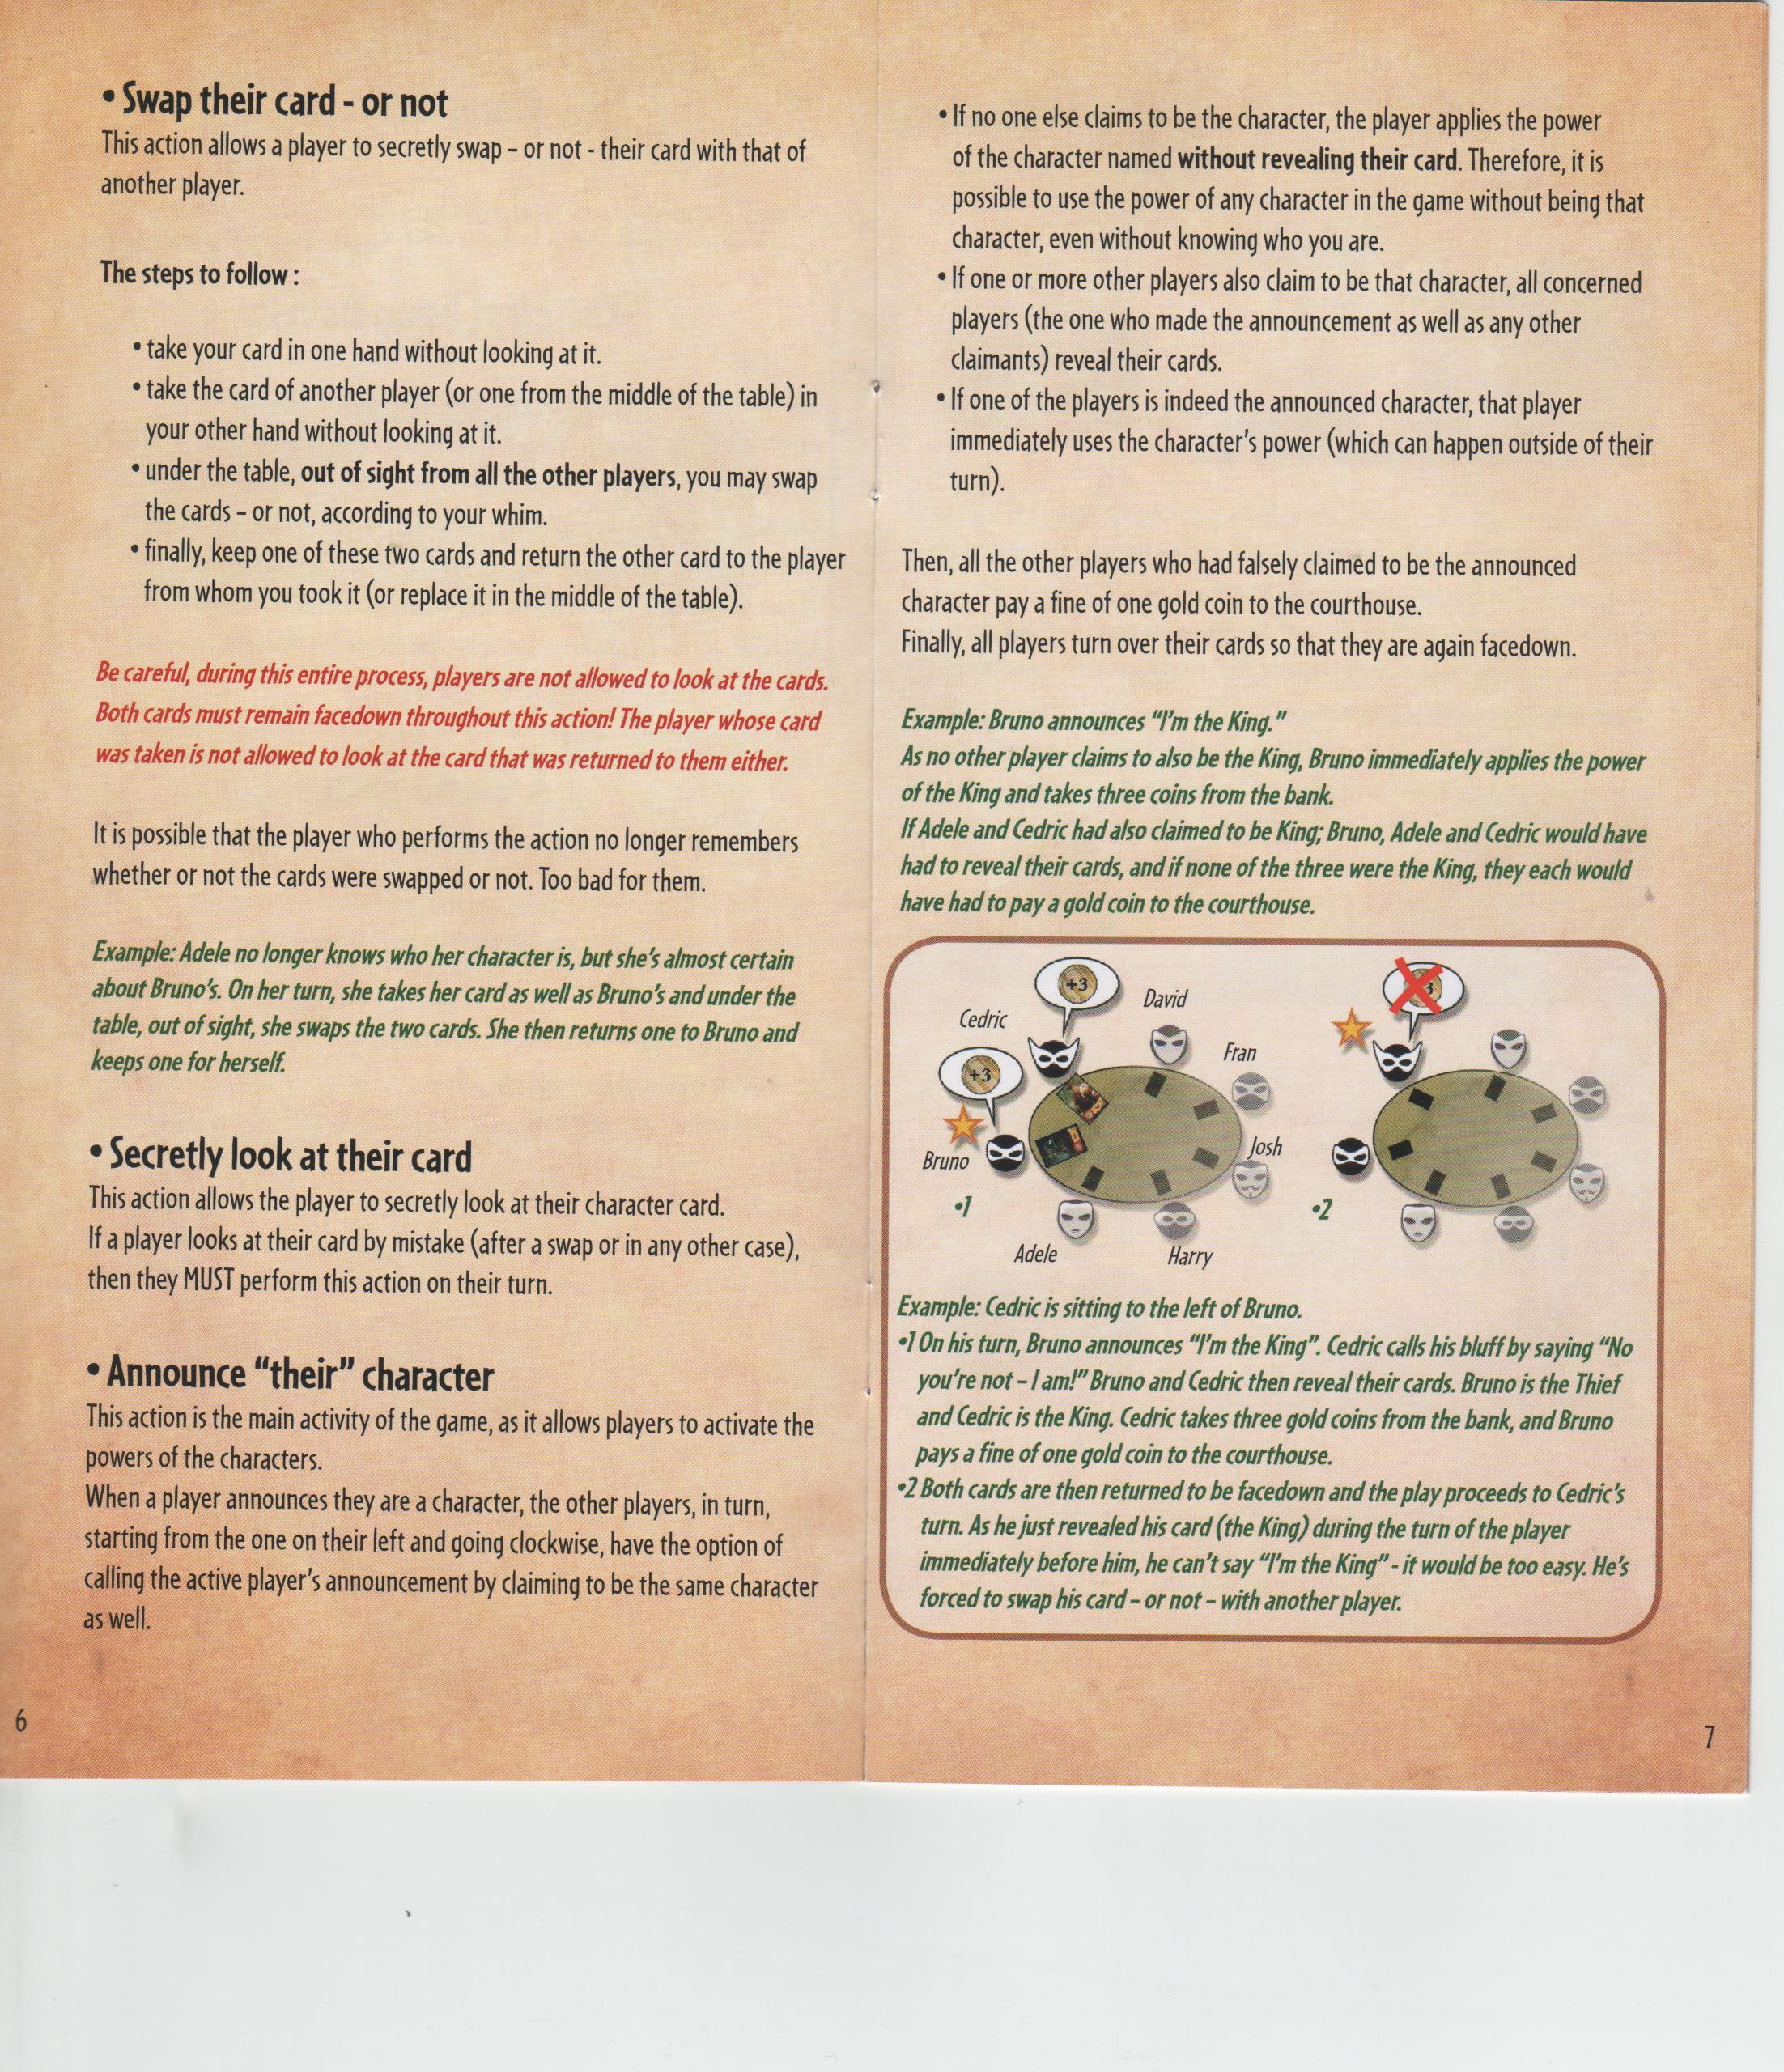 • Swap their card - or not
This action allows a player to secretly swap – or not - their card with that of
another player.
The steps to follow :
• take your card in one hand without looking at it.
• take the card of another player (or one from the middle of the table) in
your other hand without looking at it.
• under the table, out of sight from all the other players, you may swap
the cards – or not, according to your whim.
• finally, keep one of these two cards and return the other card to the player
from whom you took it (or replace it in the middle of the table).
Be careful, during this entire process, players are not allowed to look at the cards.
Both cards must remain facedown throughout this action! The player whose card
was taken is not allowed to look at the card that was returned to them either.
It is possible that the player who performs the action no longer remembers
whether or not the cards were swapped or not. Too bad for them.
Example: Adele no longer knows who her character is, but she's almost certain
about Bruno's. On her turn, she takes her card as well as Bruno's and under the
table, out of sight, she swaps the two cards. She then returns one to Bruno and
keeps one for herself.
• Secretly look at their card
This action allows the player to secretly look at their character card.
If a player looks at their card by mistake (after a swap or in any other case),
then they MUST perform this action on their turn.
• Announce “their” character
This action is the main activity of the game, as it allows players to activate the
powers of the characters.
When a player announces they are a character, the other players, in turn,
starting from the one on their left and going clockwise, have the option of
calling the active player's announcement by claiming to be the same character
as well.
6
• If no one else claims to be the character, the player applies the power
of the character named without revealing their card. Therefore, it is
possible to use the power of any character in the game without being that
character, even without knowing who you are.
• If one or more other players also claim to be that character, all concerned
players (the one who made the announcement as well as any other
claimants) reveal their cards.
• If one of the players is indeed the announced character, that player
immediately uses the character's power (which can happen outside of their
turn).
Then, all the other players who had falsely claimed to be the announced
character pay a fine of one gold coin to the courthouse.
Finally, all players turn over their cards so that they are again facedown.
Example: Bruno announces “I'm the King.”
As no other player claims to also be the King, Bruno immediately applies the power
of the King and takes three coins from the bank.
If Adele and Cedric had also claimed to be King; Bruno, Adele and Cedric would have
had to reveal their cards, and if none of the three were the King, they each would
have had to pay a gold coin to the courthouse.
+3
David
Cedric
Fran
+3
Bruno
Josh
•1
Adele
Harry
3
•2
Example: Cedric is sitting to the left of Bruno.
•1 On his turn, Bruno announces “I'm the King”. Cedric calls his bluff by saying “No
you're not – I am!” Bruno and Cedric then reveal their cards. Bruno is the Thief
and Cedric is the King. Cedric takes three gold coins from the bank, and Bruno
pays a fine of one gold coin to the courthouse.
•2 Both cards are then returned to be facedown and the play proceeds to Cedric's
turn. As he just revealed his card (the King) during the turn of the player
immediately before him, he can't say “I'm the King” - it would be too easy. He's
forced to swap his card – or not – with another player.
7